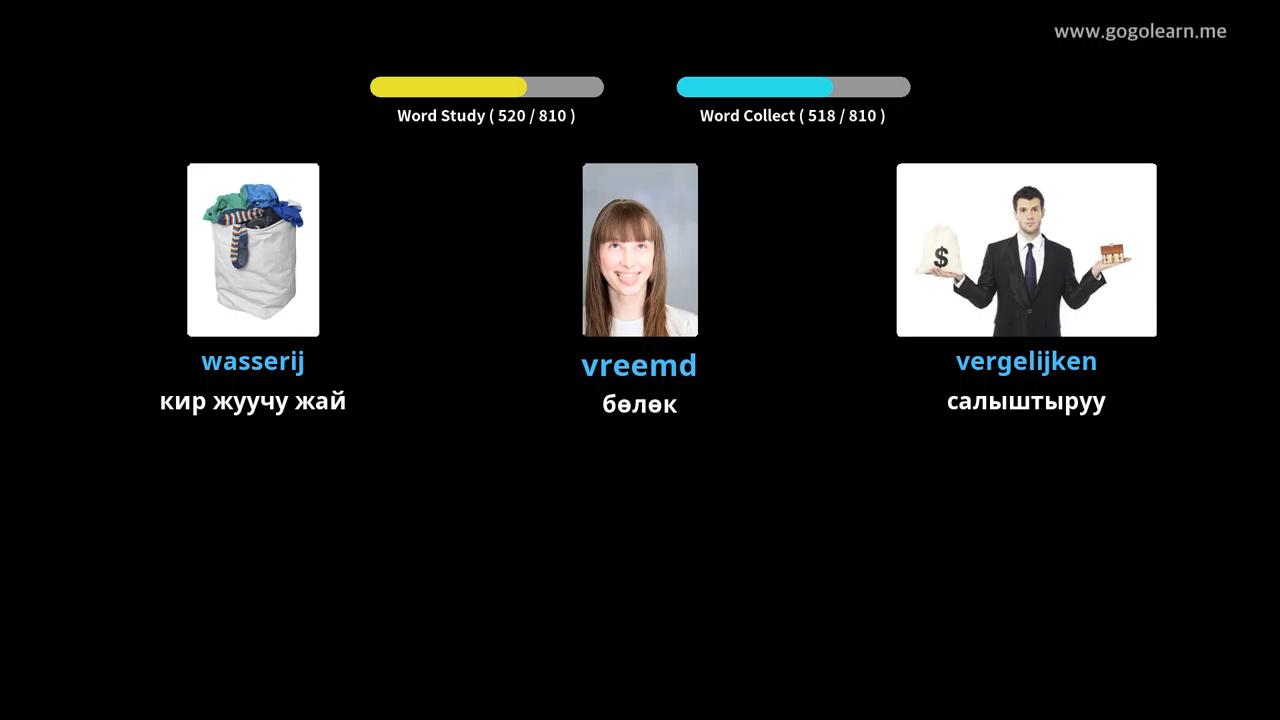 www.gogolearn.me
Word Study ( 520 / 810 )
Word Collect ( 518 / 810 )
$
wasserij
vreemd
vergelijken
кир жуучу жай
бөлөк
салыштыруу